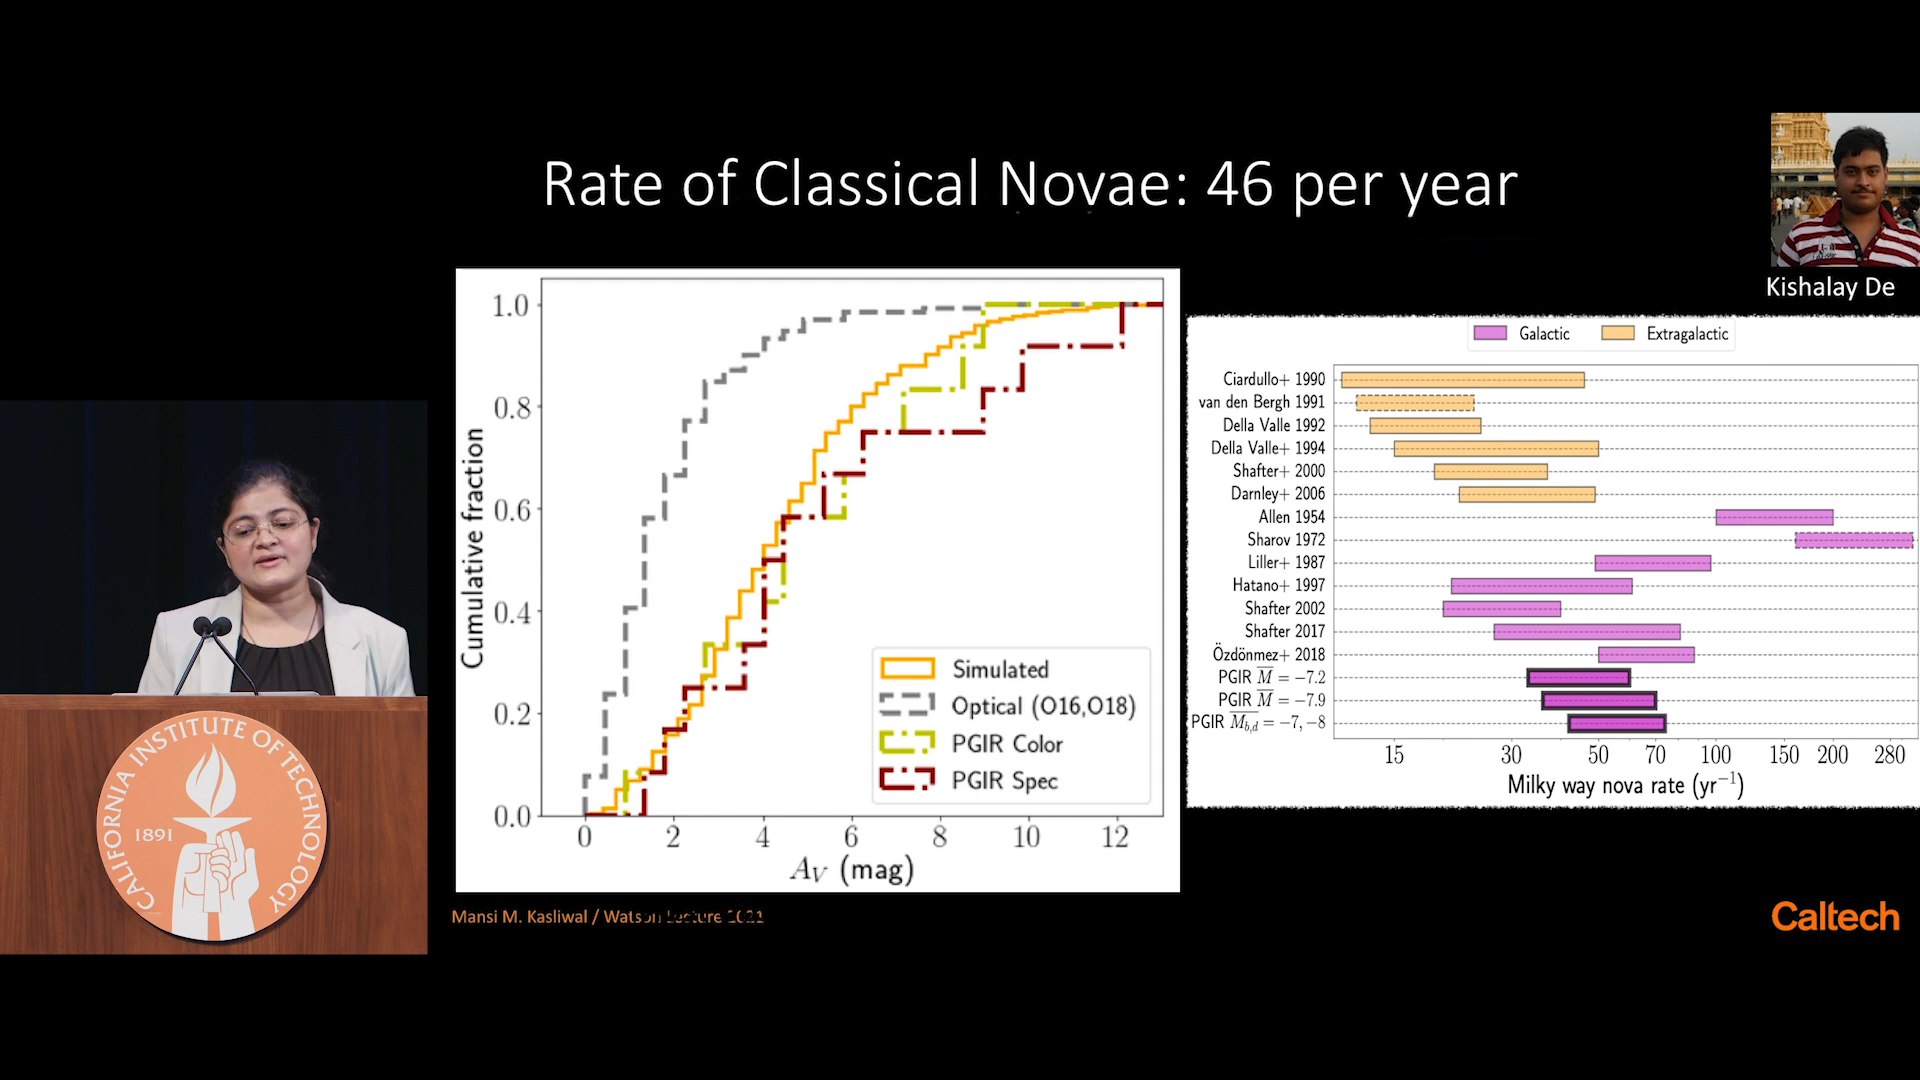 Rate of Classical Novae: 46 per year
Kishalay De
1.0
0.8
0.6
0.4
0.2
0.0
Cumulative fraction
0 2 4 6 8 10 12
A_V (mag)
Simulated
Optical (O16,O18)
PGIR Color
PGIR Spec
Galactic
Extragalactic
Ciardullo+ 1990
van den Bergh 1991
Della Valle 1992
Della Valle+ 1994
Shafter+ 2000
Darnley+ 2006
Allen 1954
Sharov 1972
Liller+ 1987
Hatano+ 1997
Shafter 2002
Shafter 2017
Özdönmez+ 2018
PGIR M̅ = −7.2
PGIR M̅ = −7.9
PGIR M̅_b,d = −7, −8
15 30 50 70 100 150 200 280
Milky way nova rate (yr⁻¹)
CALIFORNIA INSTITUTE OF TECHNOLOGY
1891
Mansi M. Kasliwal / Watson Lecture 2021
Caltech